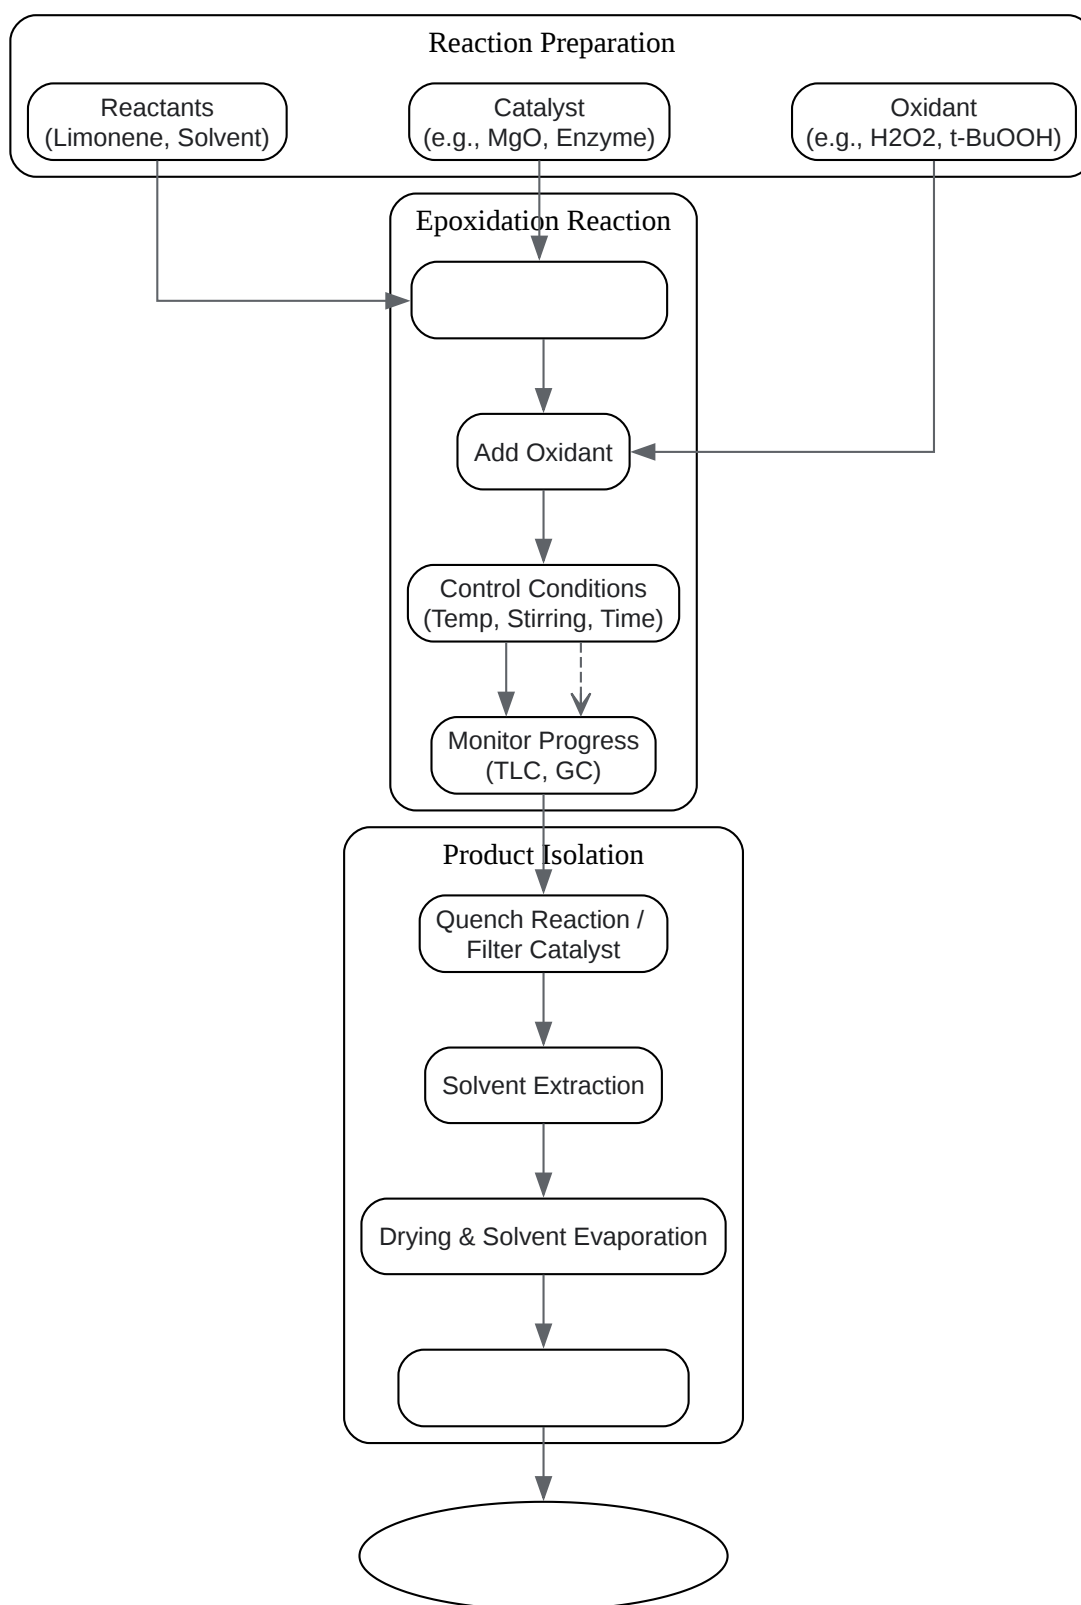 Reaction Preparation
Reactants
(Limonene, Solvent)
Catalyst
(e.g., MgO, Enzyme)
Oxidant
(e.g., H2O2, t-BuOOH)
Epoxidation Reaction
Add Oxidant
Control Conditions
(Temp, Stirring, Time)
Monitor Progress
(TLC, GC)
Product Isolation
Quench Reaction /
Filter Catalyst
Solvent Extraction
Drying & Solvent Evaporation